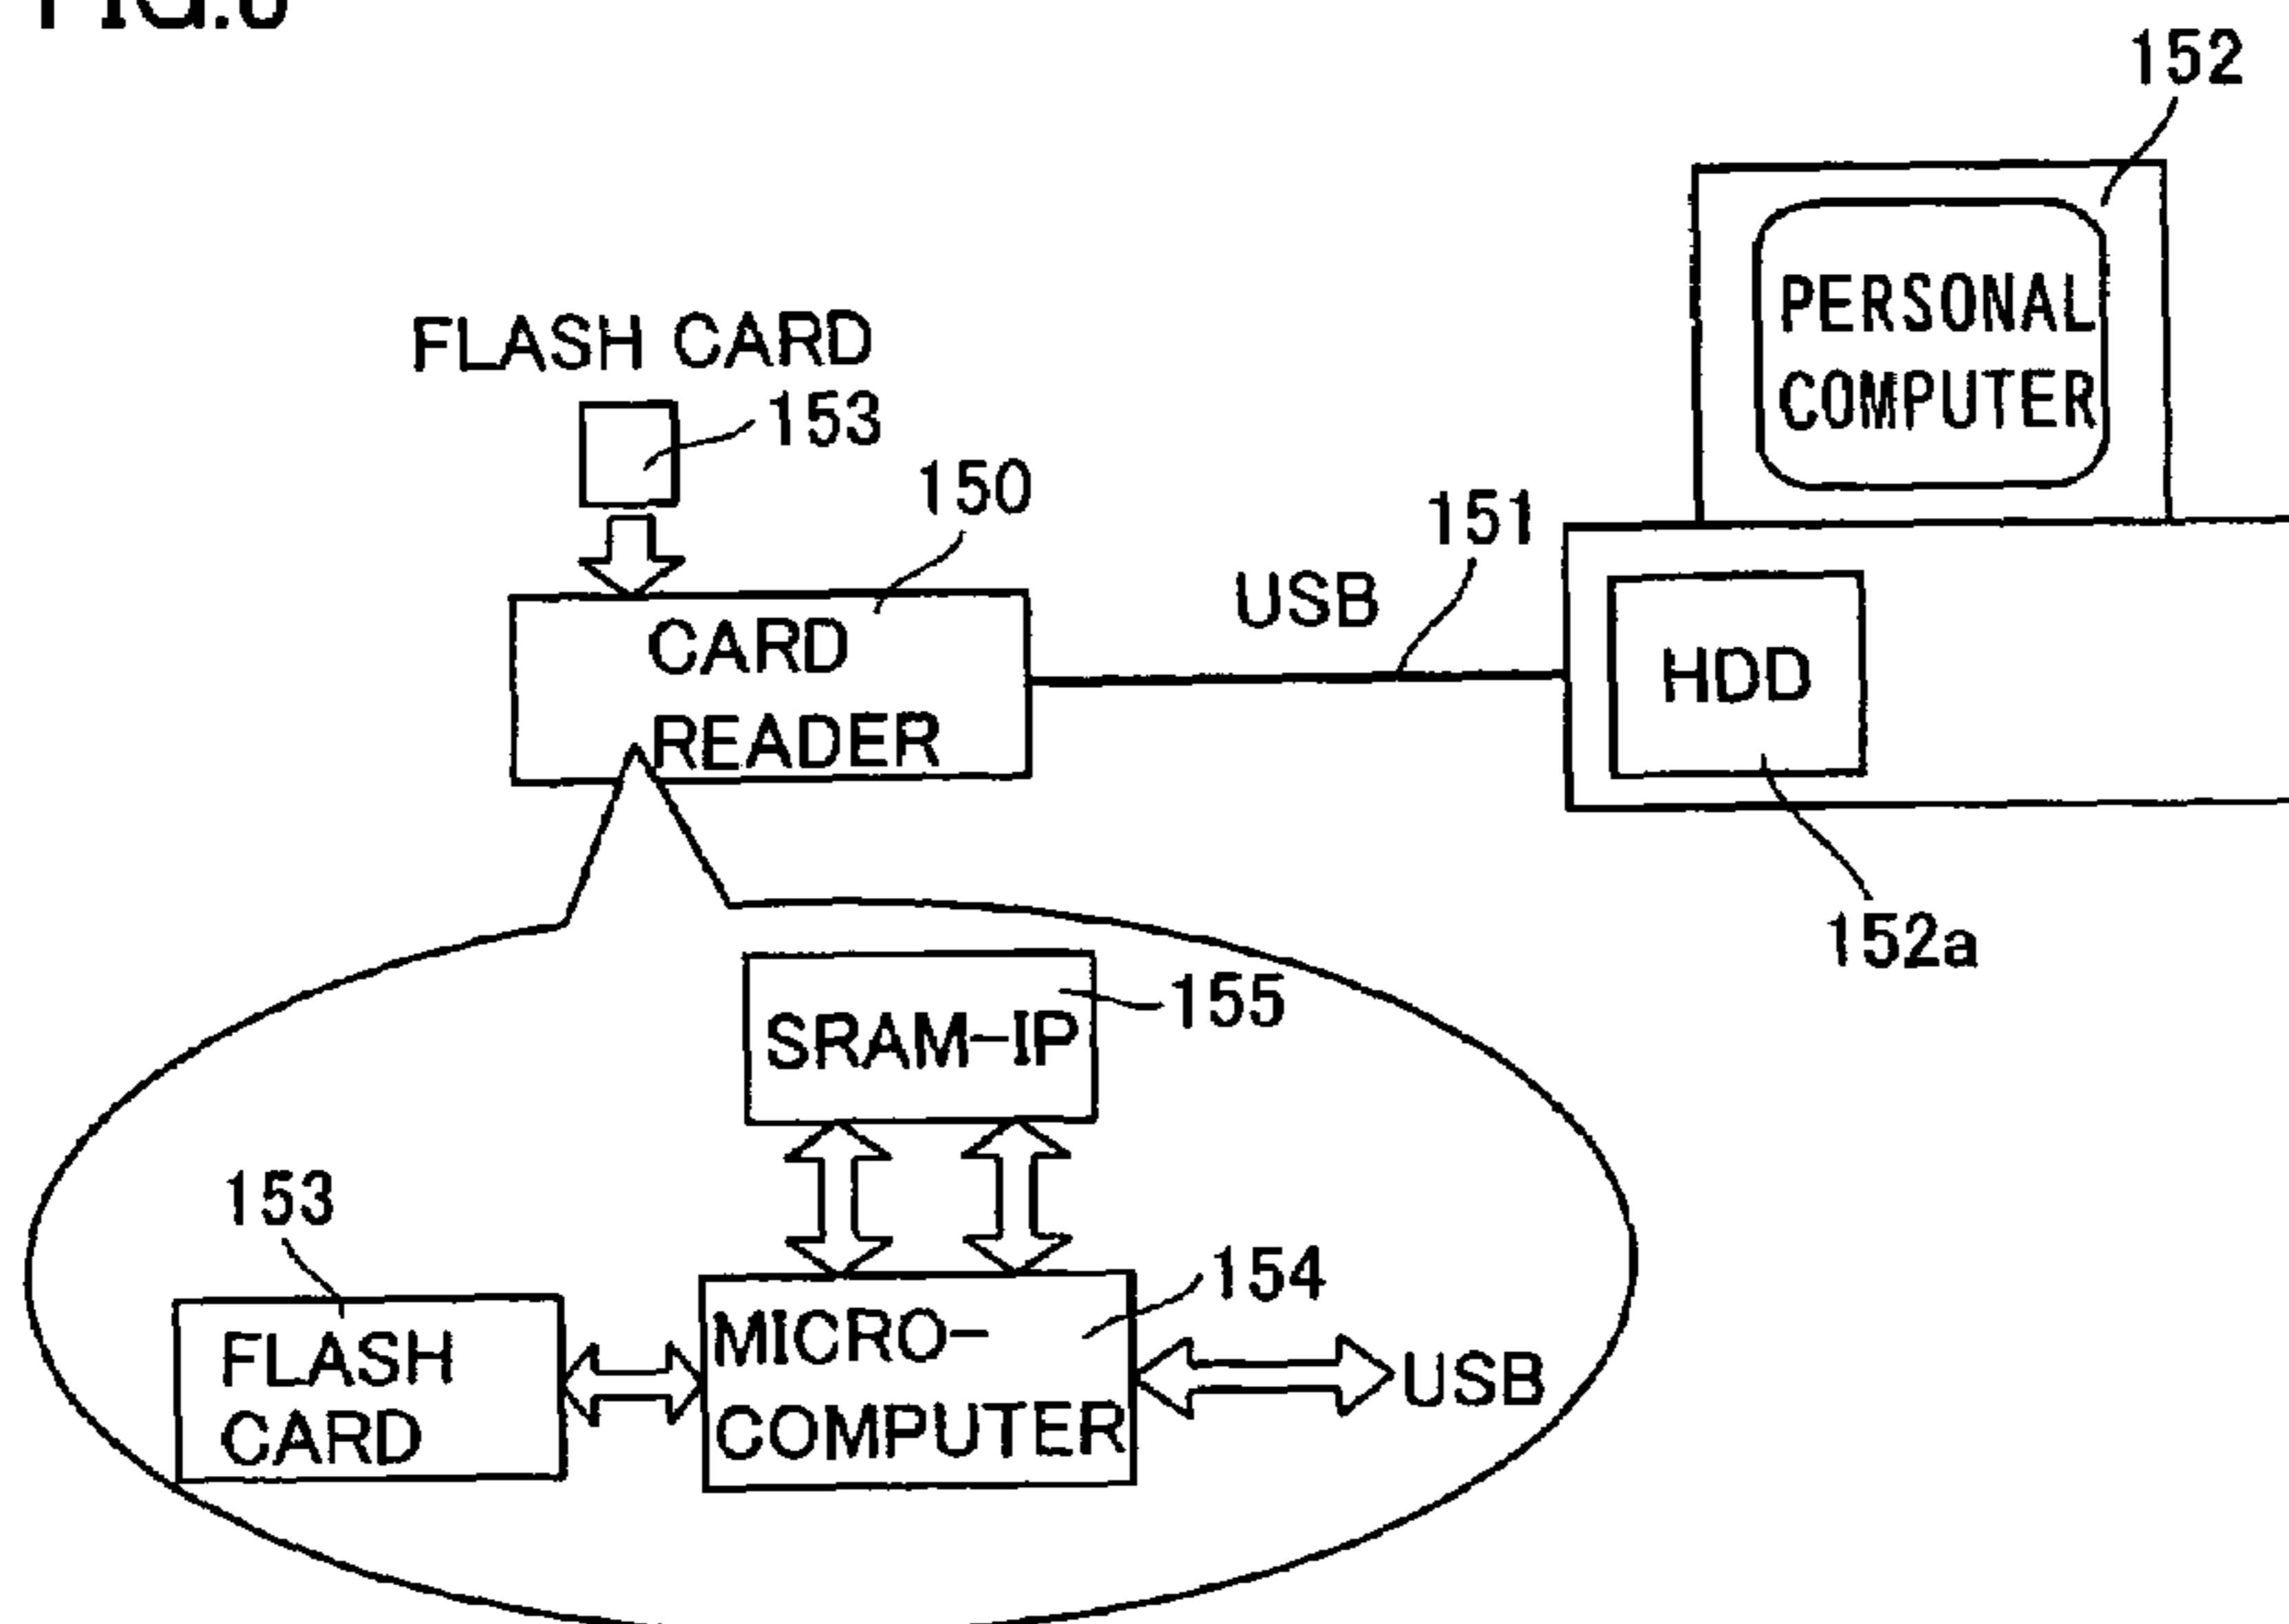 152
PERSONAL
COMPUTER
FLASH CARD
153
150
151
USB
CARD
READER
HDD
152a
155
SRAM-IP
153
154
FLASH
CARD
MICRO-
COMPUTER
USB